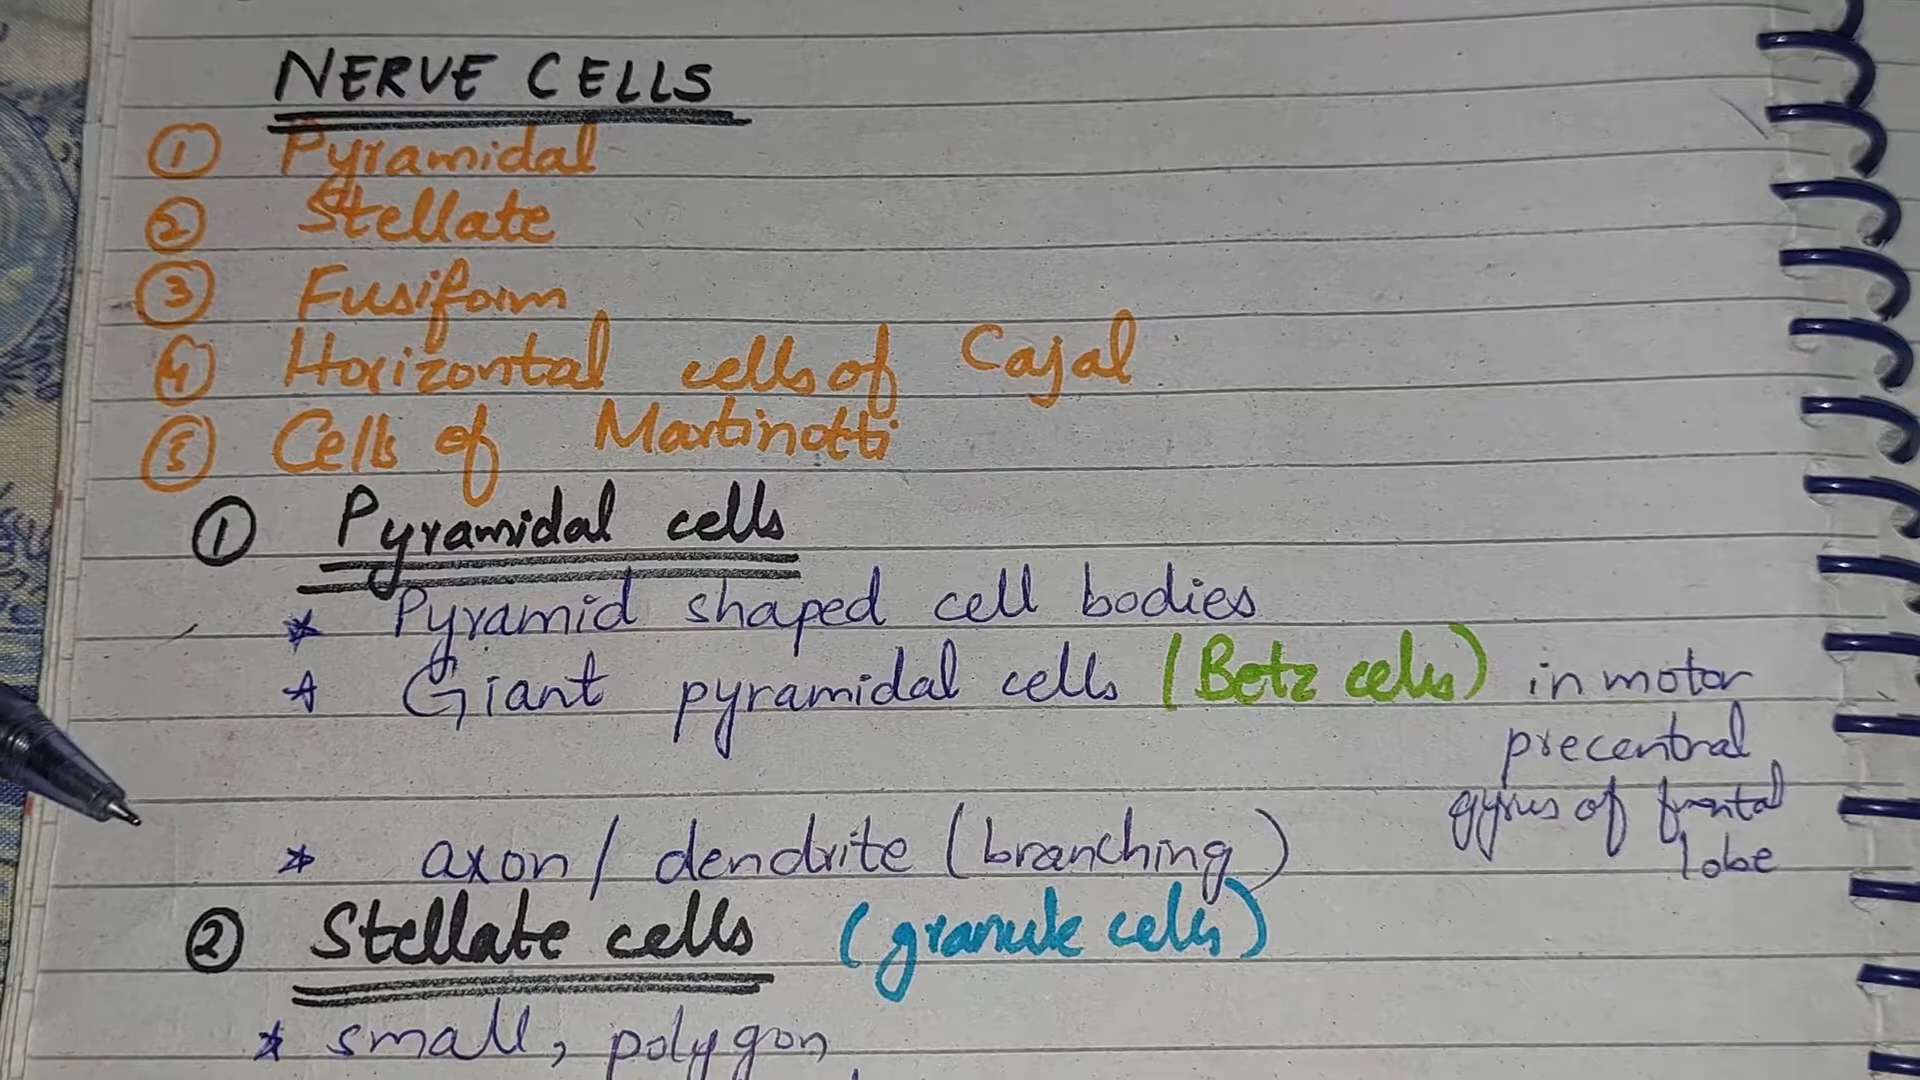 NERVE CELLS
① Pyramidal
② Stellate
③ Fusiform
④ Horizontal cells of Cajal
⑤ Cells of Martinotti
① Pyramidal cells
* Pyramid shaped cell bodies
* Giant pyramidal cells (Betz cells) in motor
precentral
gyrus of frontal
lobe
* axon / dendrite (branching)
② Stellate cells (granule cells)
* small, polygon